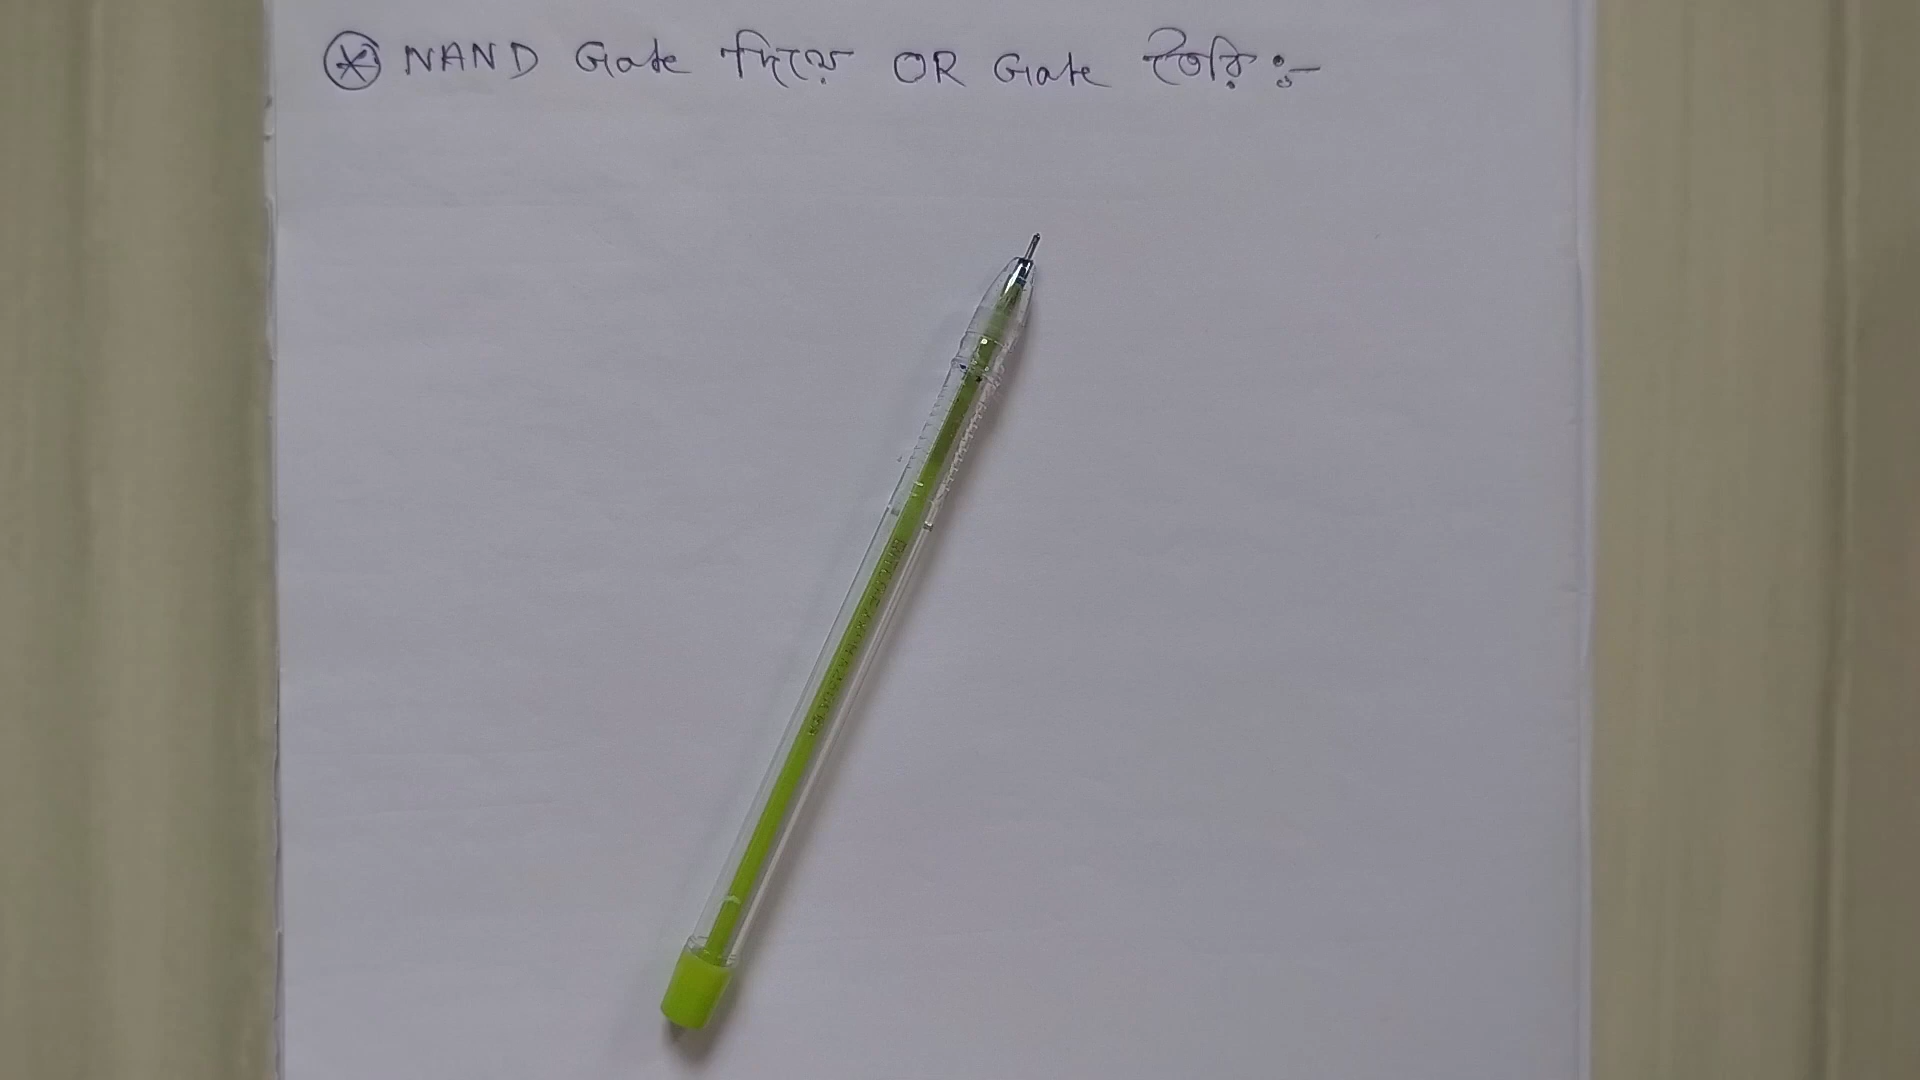 * NAND Gate দিয়ে OR Gate তৈরি :-